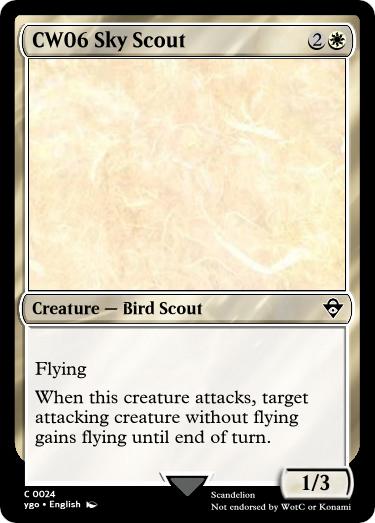 CW06 Sky Scout 2
Creature — Bird Scout
Flying
When this creature attacks, target
attacking creature without flying
gains flying until end of turn.
1/3
C 0024
ygo • English
Scandelion
Not endorsed by WotC or Konami